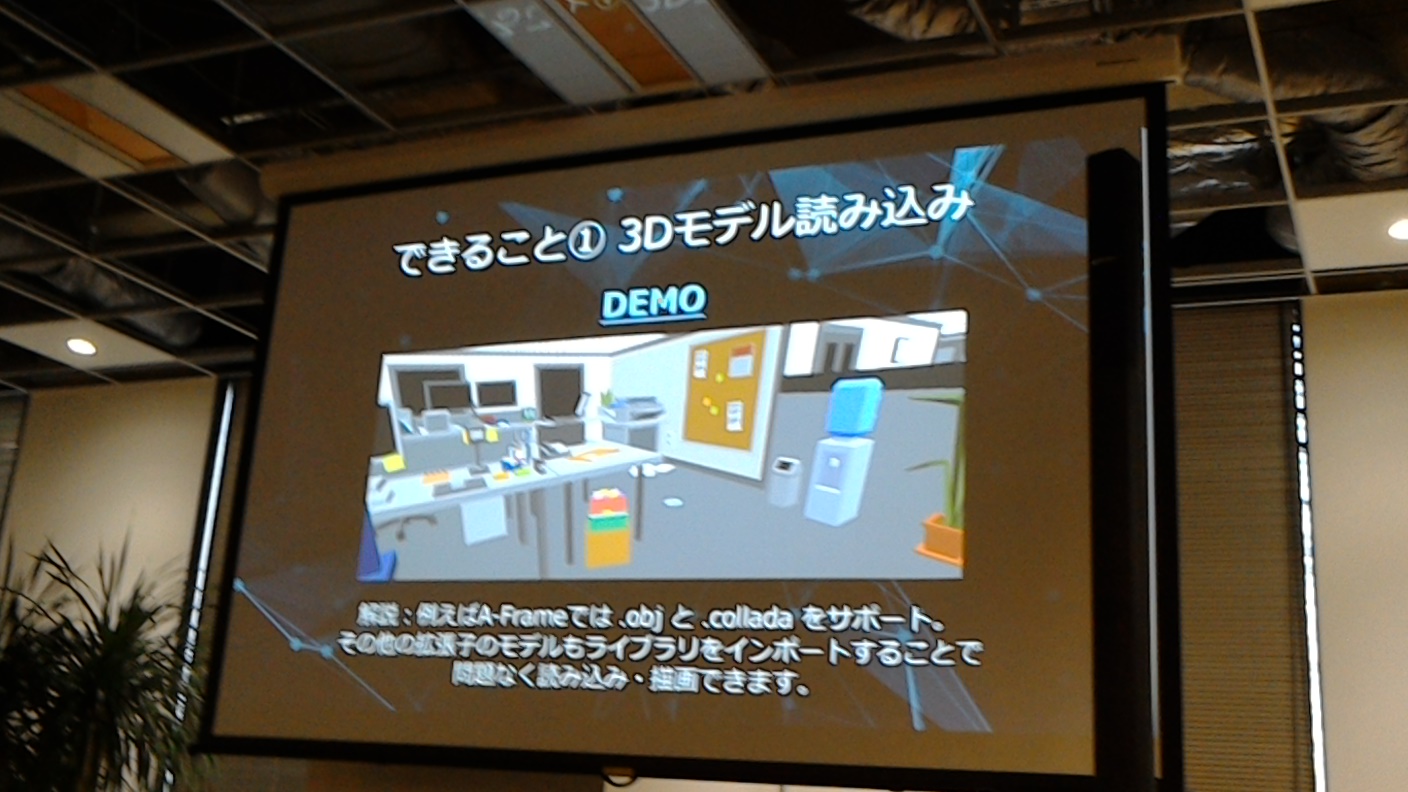 できること① 3Dモデル読み込み
DEMO
解説：例えばA-Frameでは .obj と .collada をサポート。
その他の拡張子のモデルもライブラリをインポートすることで
問題なく読み込み・描画できます。